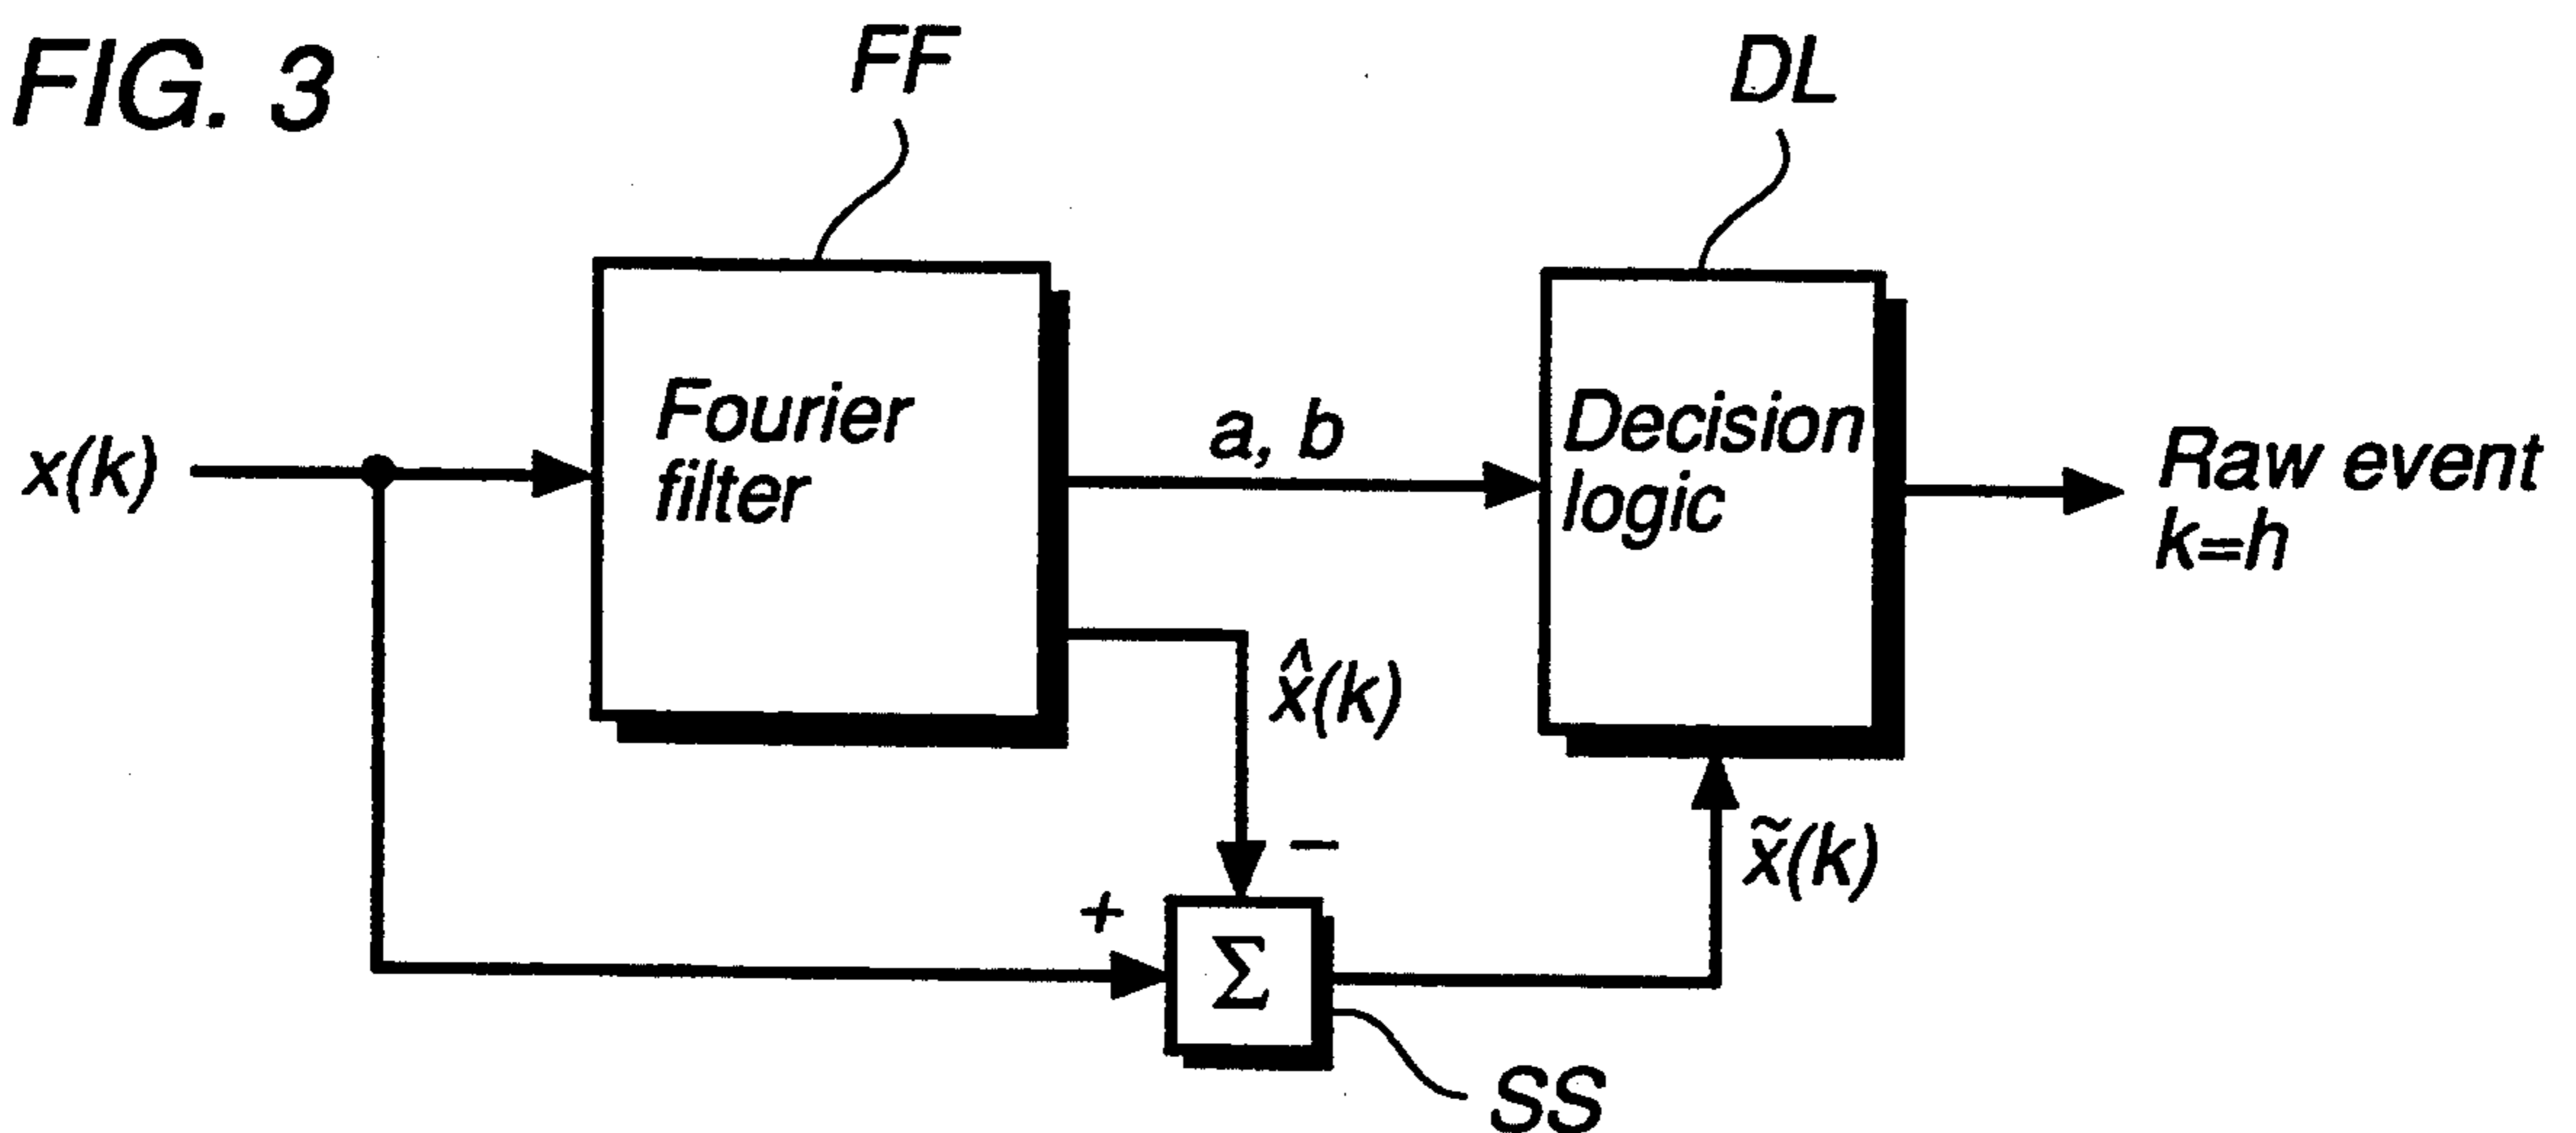 FIG. 3
FF
DL
x(k)
Fourier
filter
a, b
Decision
logic
Raw event
k=h
x̂(k)
−
x̃(k)
+
Σ
SS